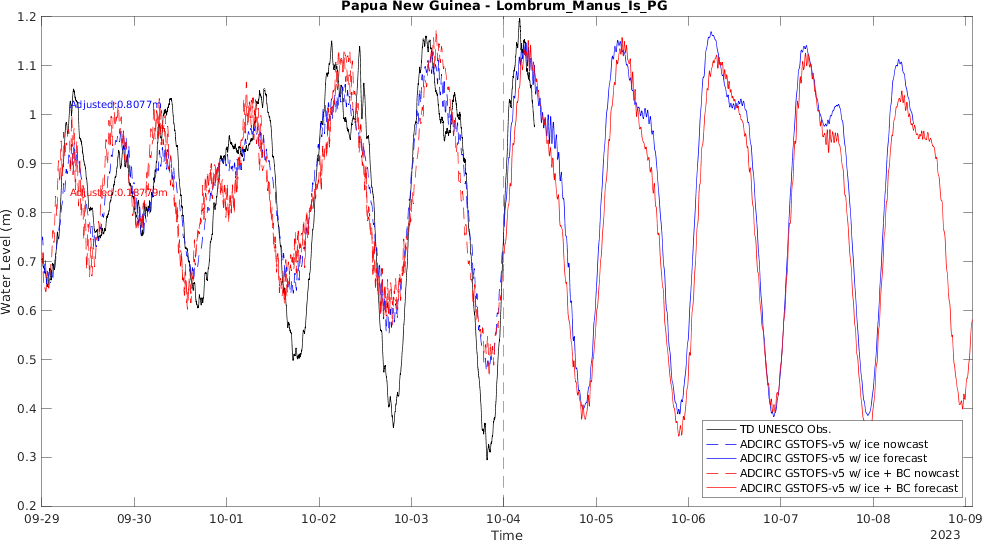 Papua New Guinea - Lombrum_Manus_Is_PG
1.2
1.1
1
0.9
0.8
0.7
0.6
0.5
0.4
0.3
0.2
Water Level (m)
Adjusted:0.8077m
Adjusted:0.18779m
TD UNESCO Obs.
ADCIRC GSTOFS-v5 w/ ice nowcast
ADCIRC GSTOFS-v5 w/ ice forecast
ADCIRC GSTOFS-v5 w/ ice + BC nowcast
ADCIRC GSTOFS-v5 w/ ice + BC forecast
09-29 09-30 10-01 10-02 10-03 10-04 10-05 10-06 10-07 10-08 10-09
Time
2023